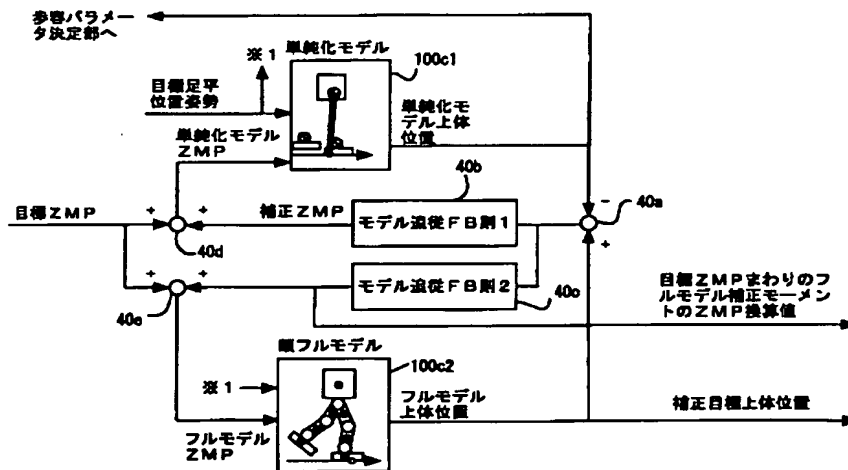 歩容パラメー
タ決定部へ
※1
単純化モデル
100c1
目標足平
位置姿勢
単純化モ
デル上体
位置
単純化モデル
ZMP
40b
目標ZMP
+
+
補正ZMP
モデル追従FB則1
-
40a
+
40d
+
+
モデル追従FB則2
40c
40e
目標ZMPまわりのフ
ルモデル補正モーメン
トのZMP換算値
順フルモデル
100c2
※1
フルモデル
上体位置
補正目標上体位置
フルモデル
ZMP